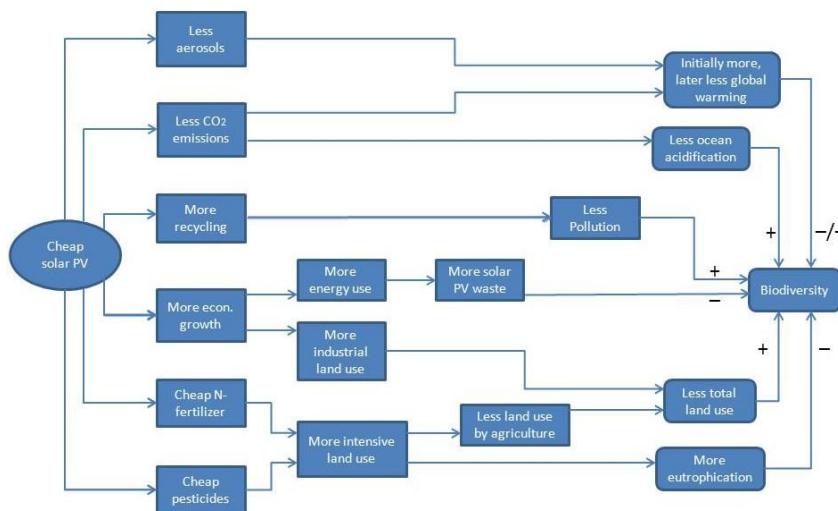 Less
aerosols
Initially more,
later less global
warming
Less CO₂
emissions
Less ocean
acidification
More
recycling
Less
Pollution
+
−/
Cheap
solar PV
More
energy use
More solar
PV waste
+
−
Biodiversity
More econ.
growth
More
industrial
land use
+
−
Cheap N-
fertilizer
Less total
land use
Less land use
by agriculture
More intensive
land use
More
eutrophication
Cheap
pesticides